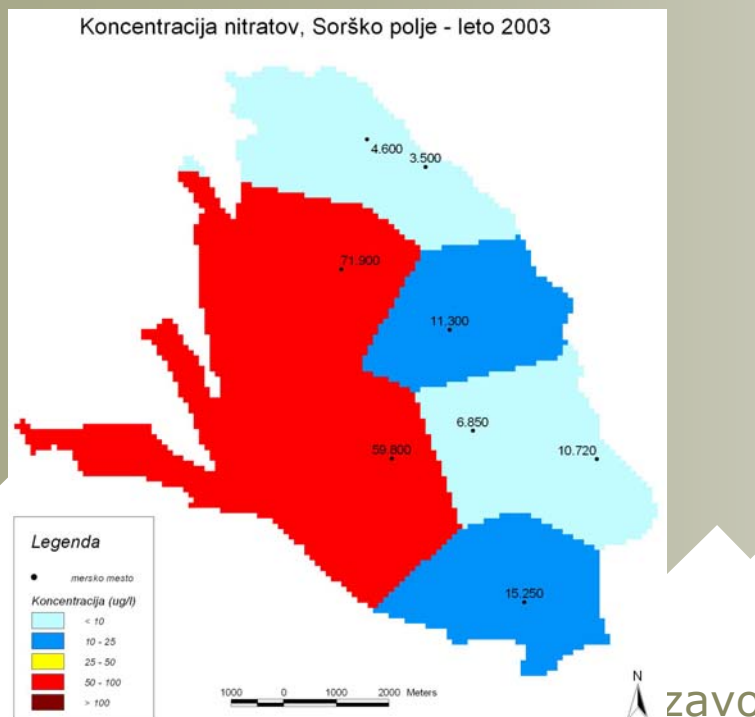 Koncentracija nitratov, Sorško polje - leto 2003
4.600
3.500
71.900
11.300
6.850
59.800
10.720
15.250
Legenda
mersko mesto
Koncentracija (ug/l)
< 10
10 - 25
25 - 50
50 - 100
> 100
1000 0 1000 2000 Meters
N
zavo